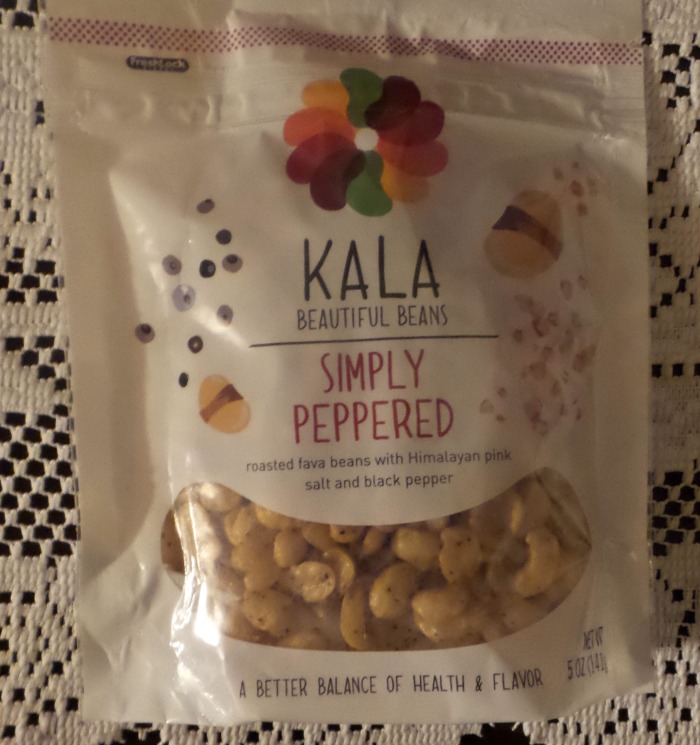 FreshLock
KALA
BEAUTIFUL BEANS
SIMPLY
PEPPERED
roasted fava beans with Himalayan pink
salt and black pepper
A BETTER BALANCE OF HEALTH & FLAVOR
NET WT
5 OZ (141g